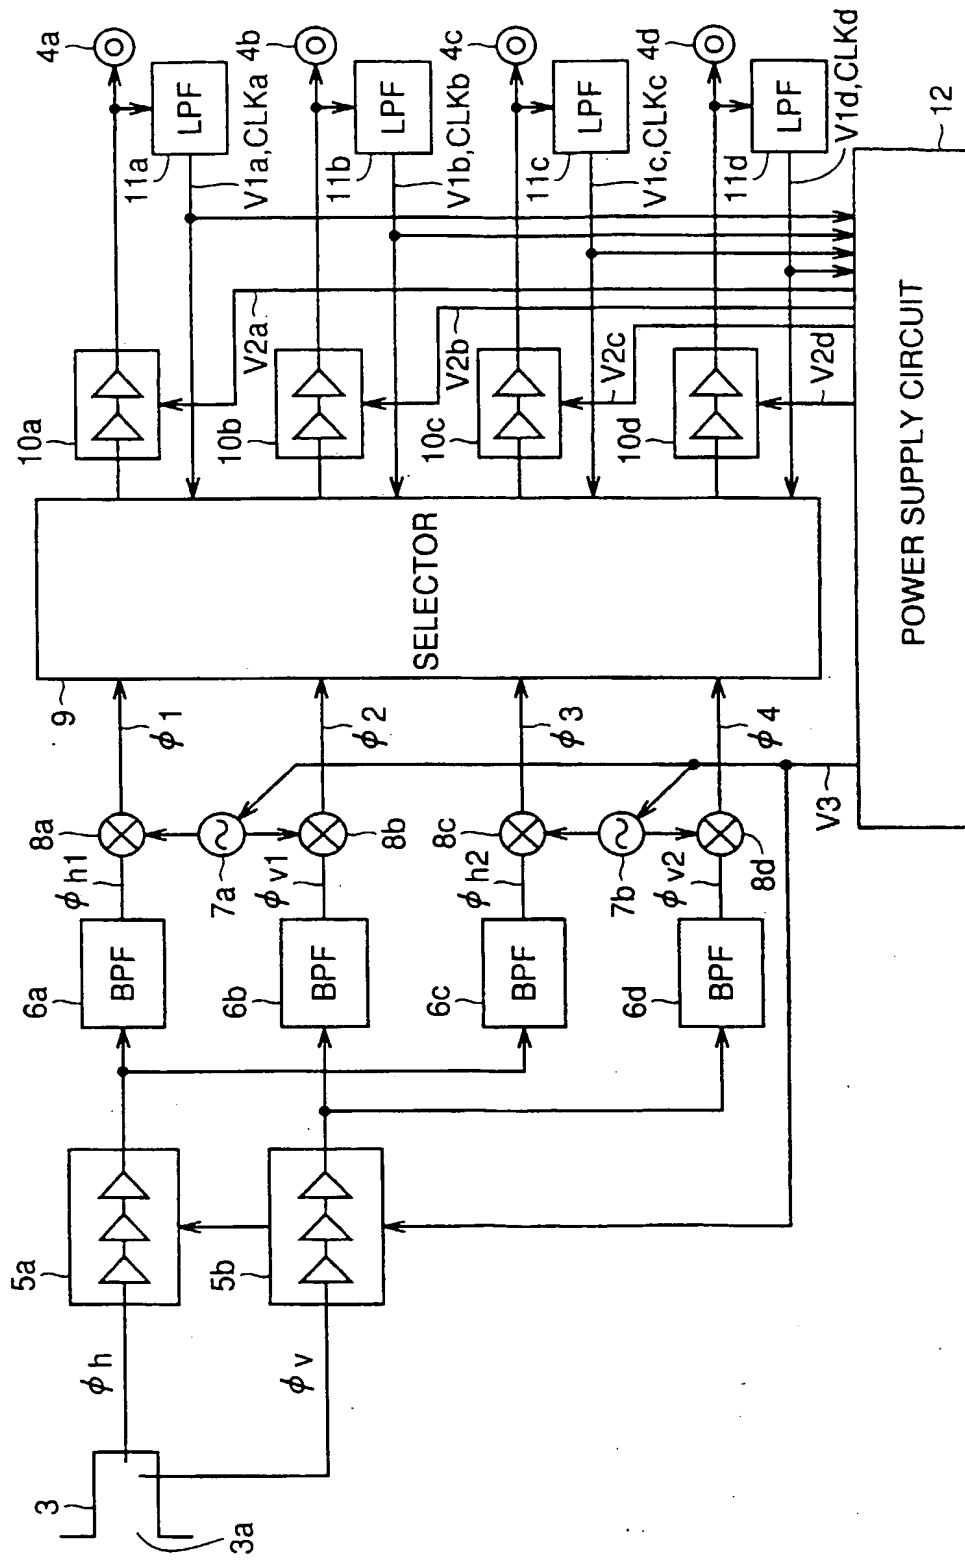 3
3a
ϕh
ϕv
5a
5b
6a
BPF
6b
BPF
6c
BPF
6d
BPF
ϕh1
ϕv1
ϕh2
ϕv2
8a
7a
8b
8c
7b
8d
V3
ϕ1
ϕ2
ϕ3
ϕ4
9
SELECTOR
10a
10b
10c
10d
V2a
V2b
V2c
V2d
4a
LPF
11a
V1a,CLKa
4b
LPF
11b
V1b,CLKb
4c
LPF
11c
V1c,CLKc
4d
LPF
11d
V1d,CLKd
POWER SUPPLY CIRCUIT
12